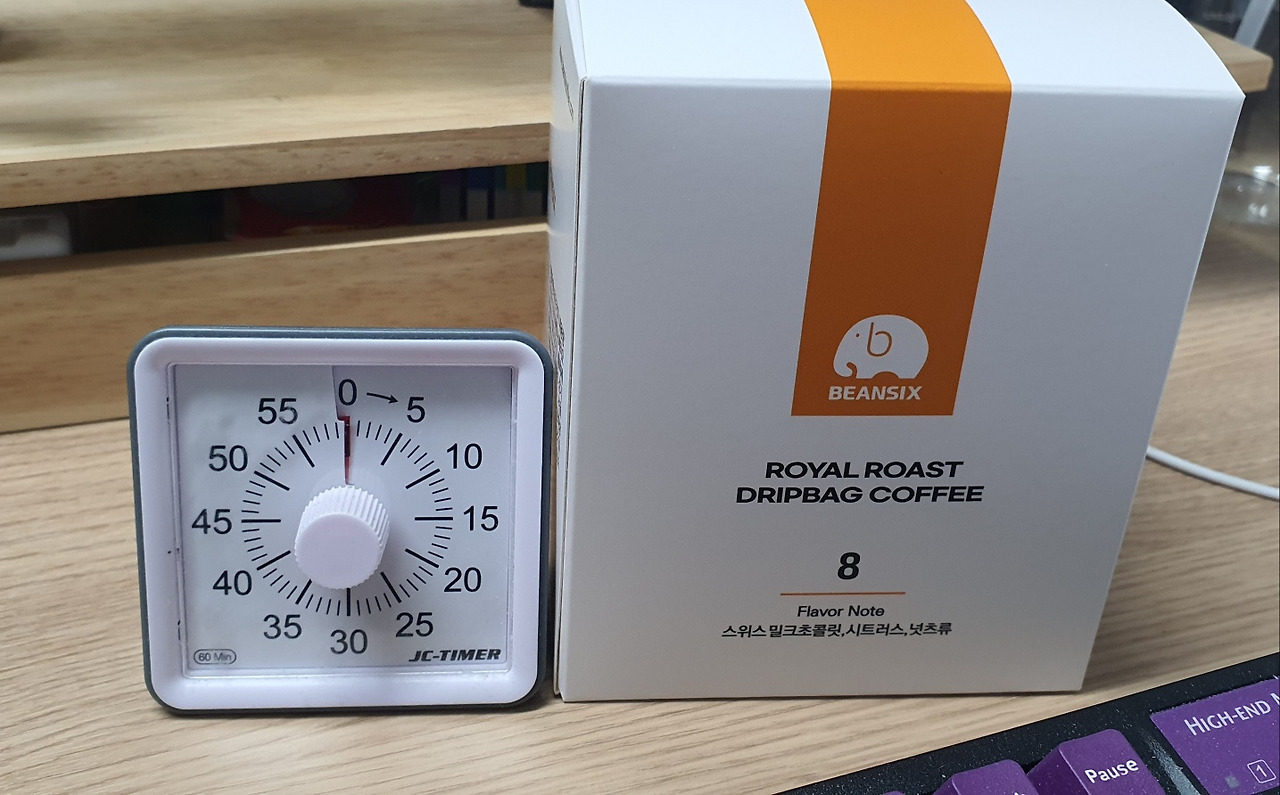 0
5
10
15
20
25
30
35
40
45
50
55
60 Min
JC-TIMER
b
BEANSIX
ROYAL ROAST
DRIPBAG COFFEE
8
Flavor Note
스위스 밀크초콜릿,시트러스,넛츠류
HIGH-END
1
Pause